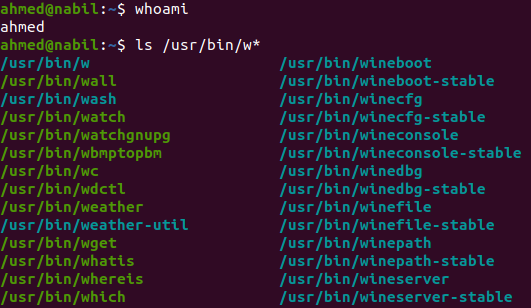 ahmed@nabil:~$ whoami
ahmed
ahmed@nabil:~$ ls /usr/bin/w*
/usr/bin/w /usr/bin/wineboot
/usr/bin/wall /usr/bin/wineboot-stable
/usr/bin/wash /usr/bin/winecfg
/usr/bin/watch /usr/bin/winecfg-stable
/usr/bin/watchgnupg /usr/bin/wineconsole
/usr/bin/wbmptopbm /usr/bin/wineconsole-stable
/usr/bin/wc /usr/bin/winedbg
/usr/bin/wdctl /usr/bin/winedbg-stable
/usr/bin/weather /usr/bin/winefile
/usr/bin/weather-util /usr/bin/winefile-stable
/usr/bin/wget /usr/bin/winepath
/usr/bin/whatis /usr/bin/winepath-stable
/usr/bin/whereis /usr/bin/wineserver
/usr/bin/which /usr/bin/wineserver-stable